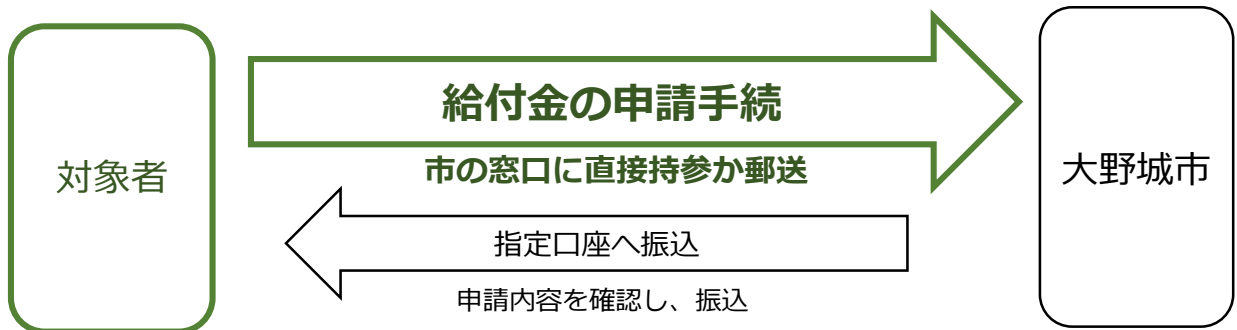 対象者
給付金の申請手続
市の窓口に直接持参か郵送
指定口座へ振込
申請内容を確認し、振込
大野城市